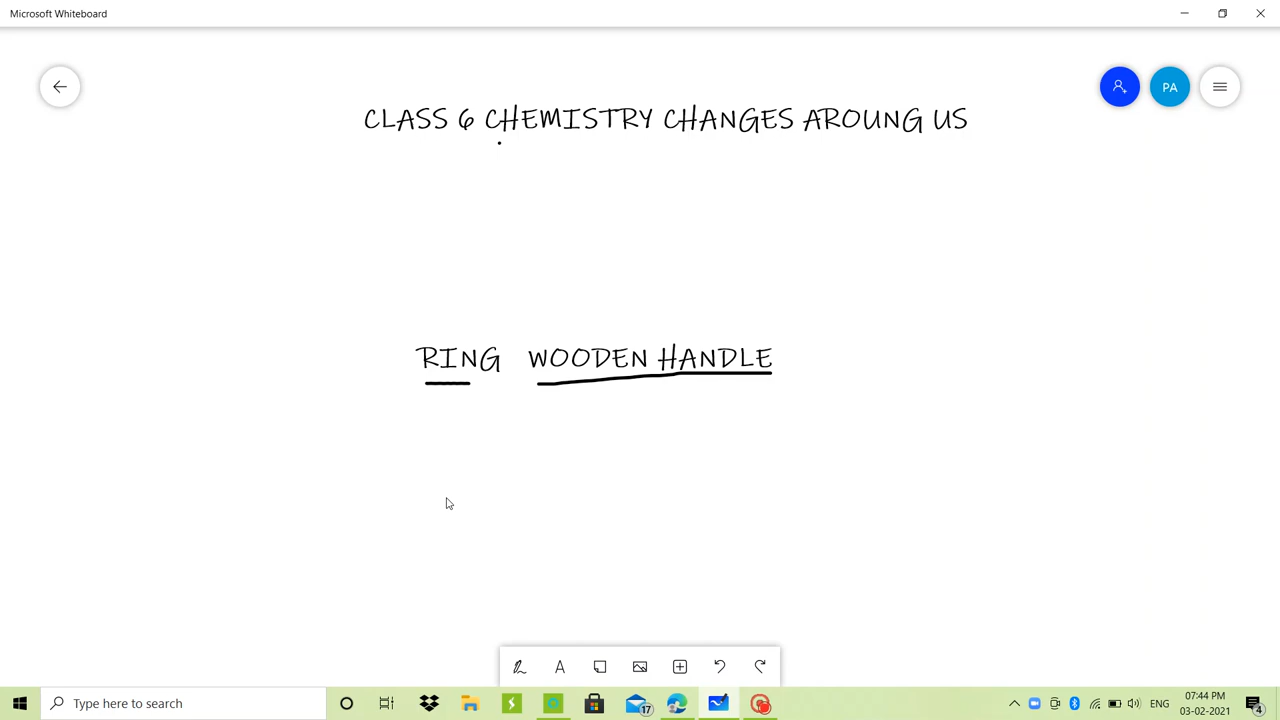 Microsoft Whiteboard
PA
CLASS 6 CHEMISTRY CHANGES AROUNG US
RING WOODEN HANDLE
A
Type here to search
17
ENG
07:44 PM
03-02-2021
4